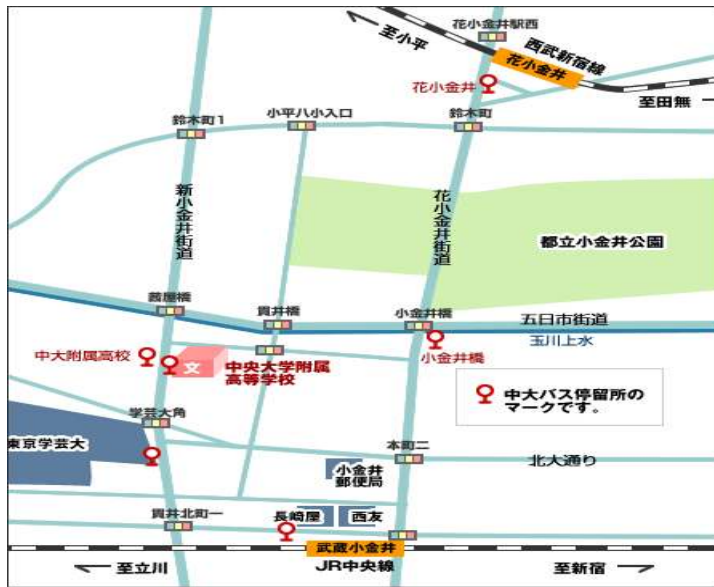 花小金井駅西
至小平
西武新宿線
花小金井
花小金井
至田無
小平八小入口
鈴木町1
鈴木町
新小金井街道
花小金井街道
都立小金井公園
茜屋橋
貫井橋
小金井橋
五日市街道
玉川上水
中大附属高校
文
中央大学附属
高等学校
小金井橋
中大バス停留所の
マークです。
学芸大角
東京学芸大
本町二
北大通り
小金井
郵便局
貫井北町一
長崎屋
西友
武蔵小金井
至立川
JR中央線
至新宿